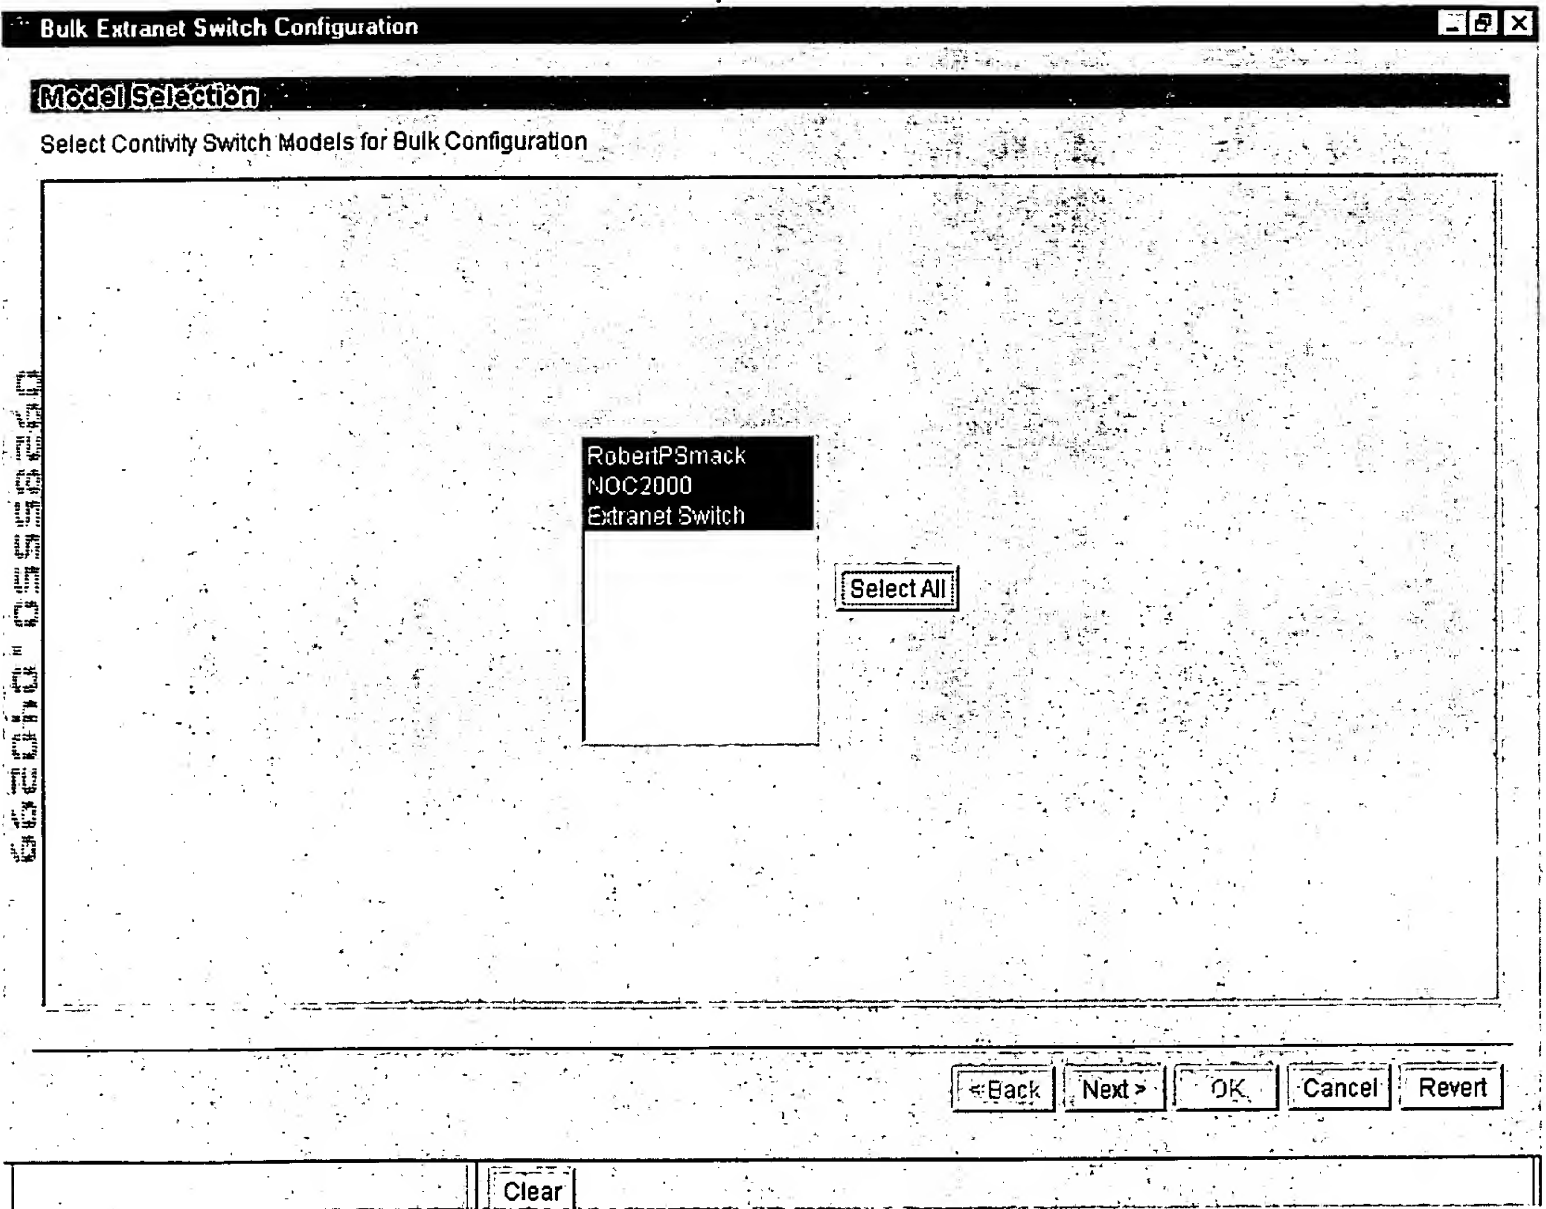 Bulk Extranet Switch Configuration
Model Selection
Select Contivity Switch Models for Bulk Configuration
RobertPSmack
NOC2000
Extranet Switch
Select All
< Back Next > OK Cancel Revert
Clear